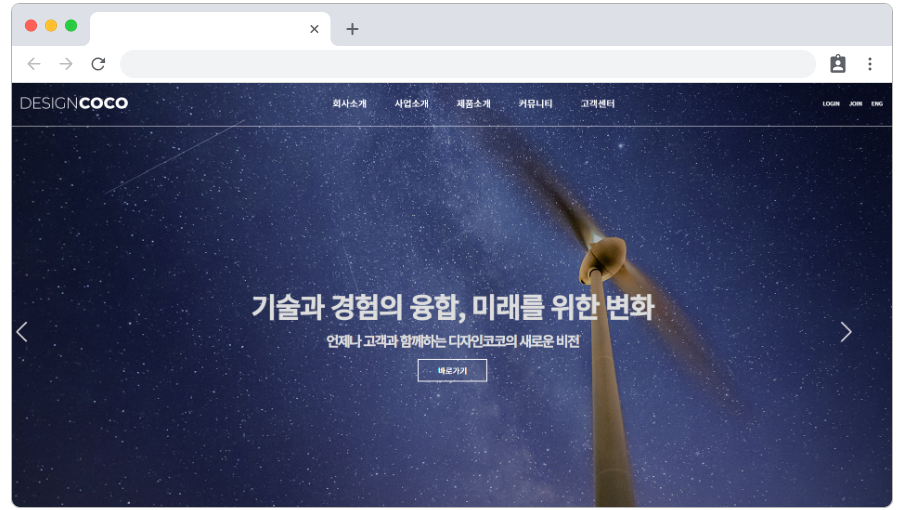 DESIGNCOCO
회사소개 사업소개 제품소개 커뮤니티 고객센터
LOGIN JOIN ENG
기술과 경험의 융합, 미래를 위한 변화
언제나 고객과 함께하는 디자인코코의 새로운 비전
바로가기